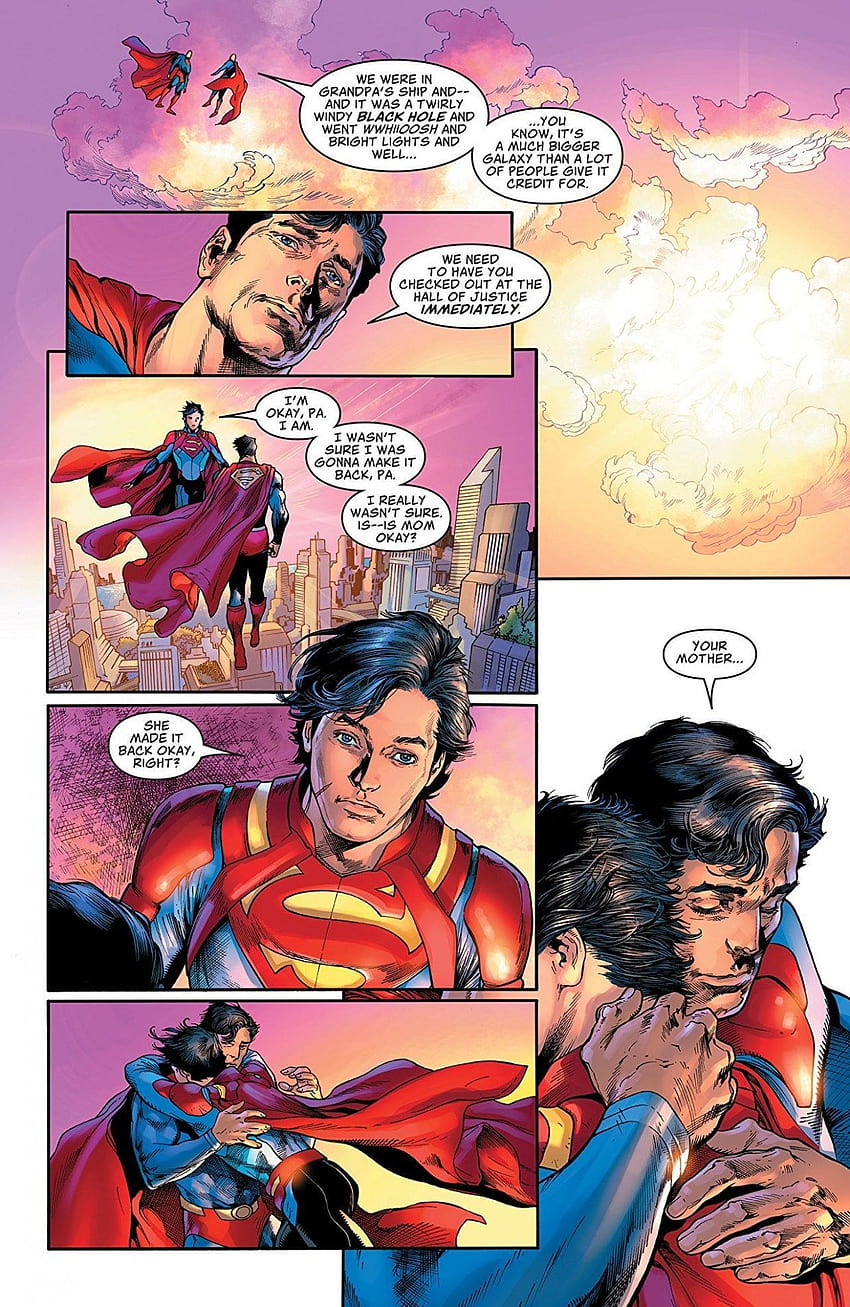 WE WERE IN
GRANDPA'S SHIP AND--
AND IT WAS A TWIRLY
WINDY BLACK HOLE AND
WENT WWHIIOOSH AND
BRIGHT LIGHTS AND
WELL...
...YOU
KNOW, IT'S
A MUCH BIGGER
GALAXY THAN A LOT
OF PEOPLE GIVE IT
CREDIT FOR.
WE NEED
TO HAVE YOU
CHECKED OUT AT THE
HALL OF JUSTICE
IMMEDIATELY.
I'M
OKAY, PA.
I AM.
I WASN'T
SURE I WAS
GONNA MAKE IT
BACK, PA.
I REALLY
WASN'T SURE.
IS--IS MOM
OKAY?
SHE
MADE IT
BACK OKAY,
RIGHT?
YOUR
MOTHER...